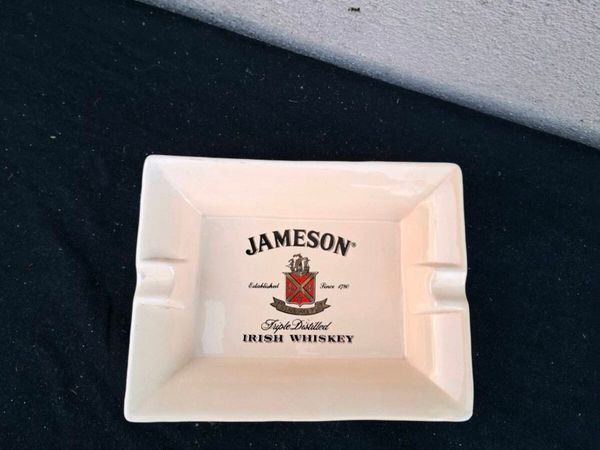 JAMESON®
Established Since 1780
Triple Distilled
IRISH WHISKEY